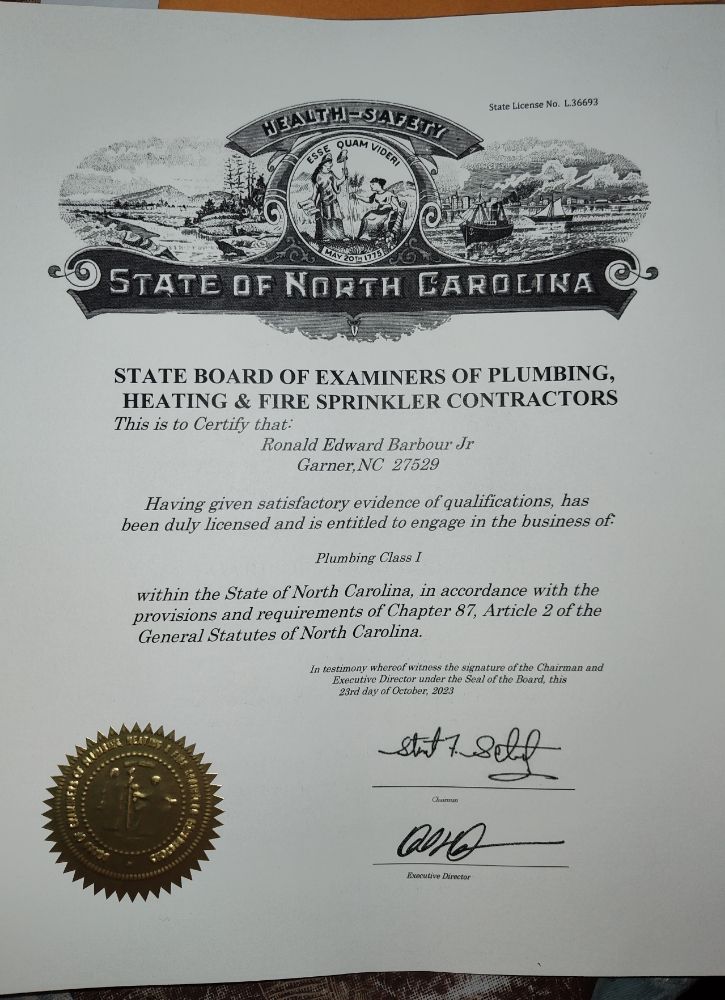 State License No. L.36693
HEALTH-SAFETY
ESSE QUAM VIDERI
MAY 20TH 1775
STATE OF NORTH CAROLINA
STATE BOARD OF EXAMINERS OF PLUMBING,
HEATING & FIRE SPRINKLER CONTRACTORS
This is to Certify that:
Ronald Edward Barbour Jr
Garner,NC 27529
Having given satisfactory evidence of qualifications, has
been duly licensed and is entitled to engage in the business of:
Plumbing Class I
within the State of North Carolina, in accordance with the
provisions and requirements of Chapter 87, Article 2 of the
General Statutes of North Carolina.
In testimony whereof witness the signature of the Chairman and
Executive Director under the Seal of the Board, this
23rd day of October, 2023
Chairman
Executive Director